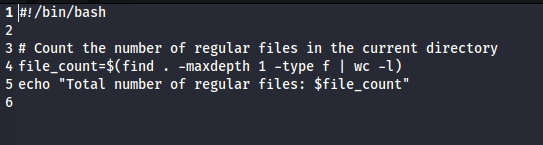 1 #!/bin/bash
2
3 # Count the number of regular files in the current directory
4 file_count=$(find . -maxdepth 1 -type f | wc -l)
5 echo "Total number of regular files: $file_count"
6